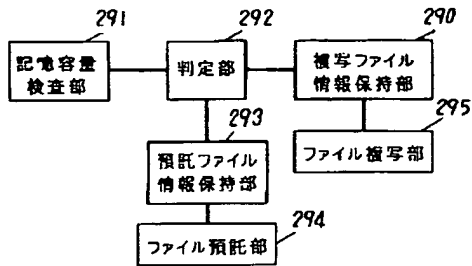 291
記憶容量
検査部
292
判定部
290
複写ファイル
情報保持部
293
預託ファイル
情報保持部
295
ファイル複写部
294
ファイル預託部